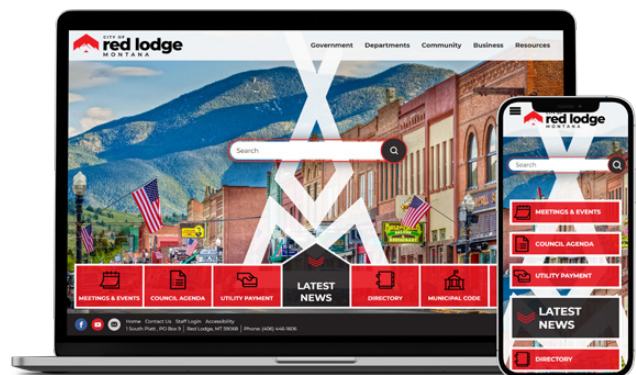 CITY OF
red lodge
MONTANA
Government Departments Community Business Resources
Search
MEETINGS & EVENTS
COUNCIL AGENDA
UTILITY PAYMENT
LATEST
NEWS
DIRECTORY
MUNICIPAL CODE
Home Contact Us Staff Login Accessibility
1 South Platt , PO Box 9 | Red Lodge, MT 59068 | Phone: (406) 446-1606
red lodge
MONTANA
Search
MEETINGS & EVENTS
COUNCIL AGENDA
UTILITY PAYMENT
LATEST
NEWS
DIRECTORY